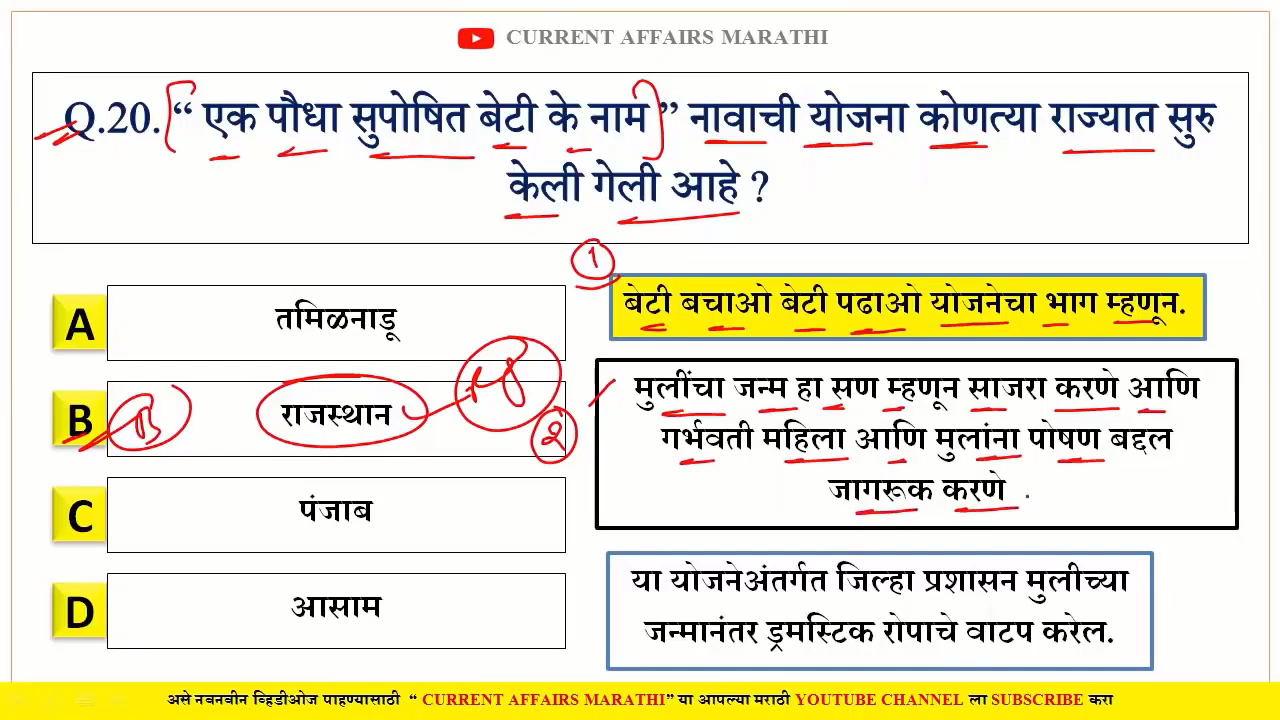 CURRENT AFFAIRS MARATHI
Q.20. “ एक पौधा सुपोषित बेटी के नाम ” नावाची योजना कोणत्या राज्यात सुरु
केली गेली आहे ?
A
तमिळनाडू
B
B
राजस्थान
C
पंजाब
D
आसाम
1
बेटी बचाओ बेटी पढाओ योजनेचा भाग म्हणून.
2
मुलींचा जन्म हा सण म्हणून साजरा करणे आणि
गर्भवती महिला आणि मुलांना पोषण बद्दल
जागरूक करणे .
या योजनेअंतर्गत जिल्हा प्रशासन मुलीच्या
जन्मानंतर ड्रमस्टिक रोपाचे वाटप करेल.
असे नवनवीन व्हिडीओज पाहण्यासाठी “ CURRENT AFFAIRS MARATHI” या आपल्या मराठी YOUTUBE CHANNEL ला SUBSCRIBE करा